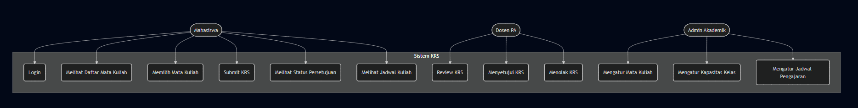 Mahasiswa
Dosen PA
Admin Akademik
Sistem KRS
Login
Melihat Daftar Mata Kuliah
Memilih Mata Kuliah
Submit KRS
Melihat Status Persetujuan
Melihat Jadwal Kuliah
Review KRS
Menyetujui KRS
Menolak KRS
Mengatur Mata Kuliah
Mengatur Kapasitas Kelas
Mengatur Jadwal
Pengajaran